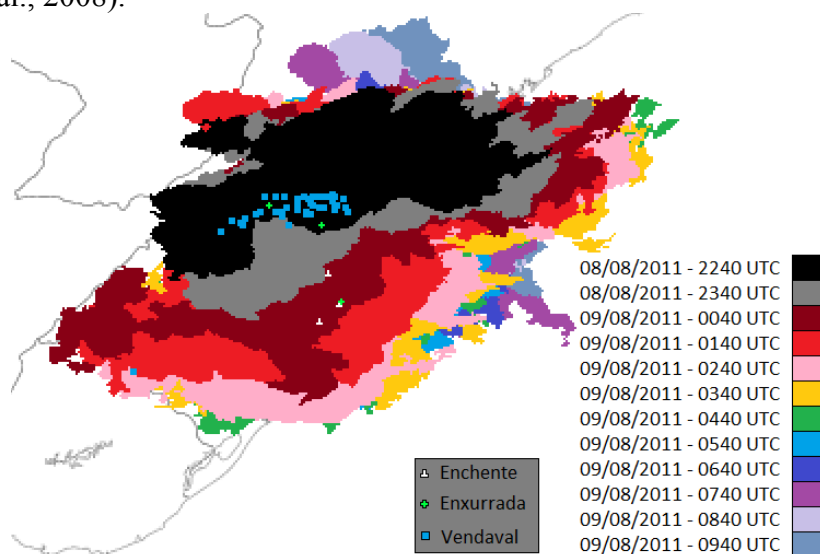 al., 2008).
08/08/2011 - 2240 UTC
08/08/2011 - 2340 UTC
09/08/2011 - 0040 UTC
09/08/2011 - 0140 UTC
09/08/2011 - 0240 UTC
09/08/2011 - 0340 UTC
09/08/2011 - 0440 UTC
09/08/2011 - 0540 UTC
09/08/2011 - 0640 UTC
09/08/2011 - 0740 UTC
09/08/2011 - 0840 UTC
09/08/2011 - 0940 UTC
Enchente
Enxurrada
Vendaval